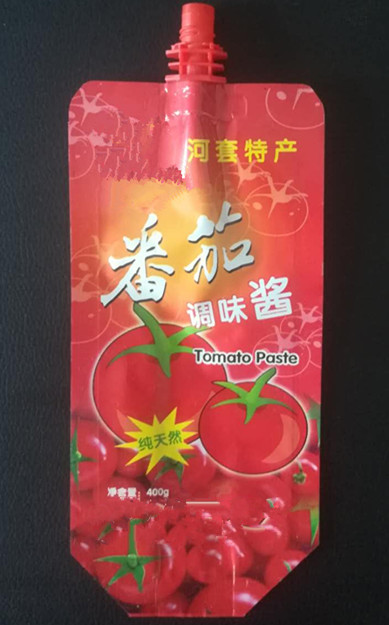 河套特产
番茄
调味酱
Tomato Paste
纯天然
净含量：400g